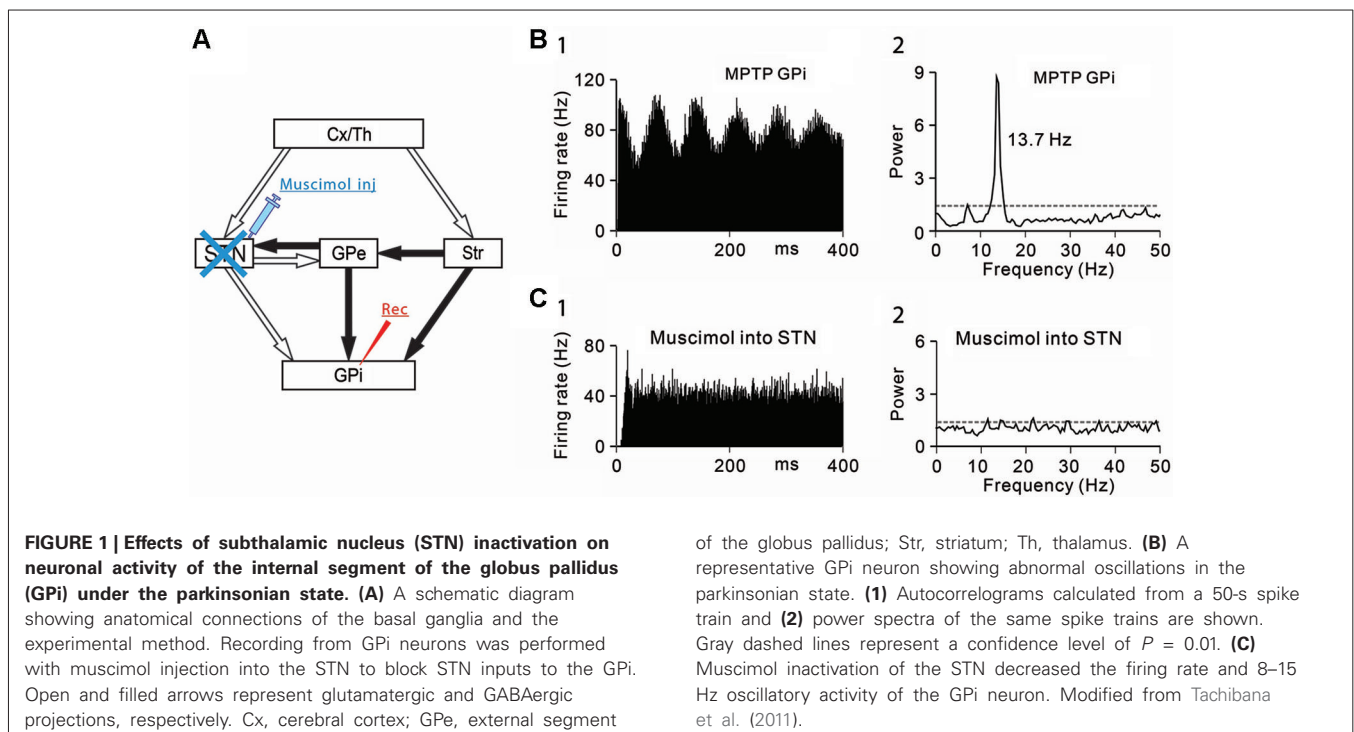 A
Cx/Th
Muscimol inj
STN
GPe
Str
Rec
GPi
B
1
MPTP GPi
Firing rate (Hz)
120
80
40
0
0
200
ms
400
2
MPTP GPi
13.7 Hz
Power
9
6
3
0
0
10
20
30
40
50
Frequency (Hz)
C
1
Muscimol into STN
Firing rate (Hz)
80
40
0
0
200
ms
400
2
Muscimol into STN
Power
6
3
0
0
10
20
30
40
50
Frequency (Hz)
FIGURE 1 | Effects of subthalamic nucleus (STN) inactivation on
neuronal activity of the internal segment of the globus pallidus
(GPi) under the parkinsonian state. (A) A schematic diagram
showing anatomical connections of the basal ganglia and the
experimental method. Recording from GPi neurons was performed
with muscimol injection into the STN to block STN inputs to the GPi.
Open and filled arrows represent glutamatergic and GABAergic
projections, respectively. Cx, cerebral cortex; GPe, external segment
of the globus pallidus; Str, striatum; Th, thalamus. (B) A
representative GPi neuron showing abnormal oscillations in the
parkinsonian state. (1) Autocorrelograms calculated from a 50-s spike
train and (2) power spectra of the same spike trains are shown.
Gray dashed lines represent a confidence level of P = 0.01. (C)
Muscimol inactivation of the STN decreased the firing rate and 8–15
Hz oscillatory activity of the GPi neuron. Modified from Tachibana
et al. (2011).